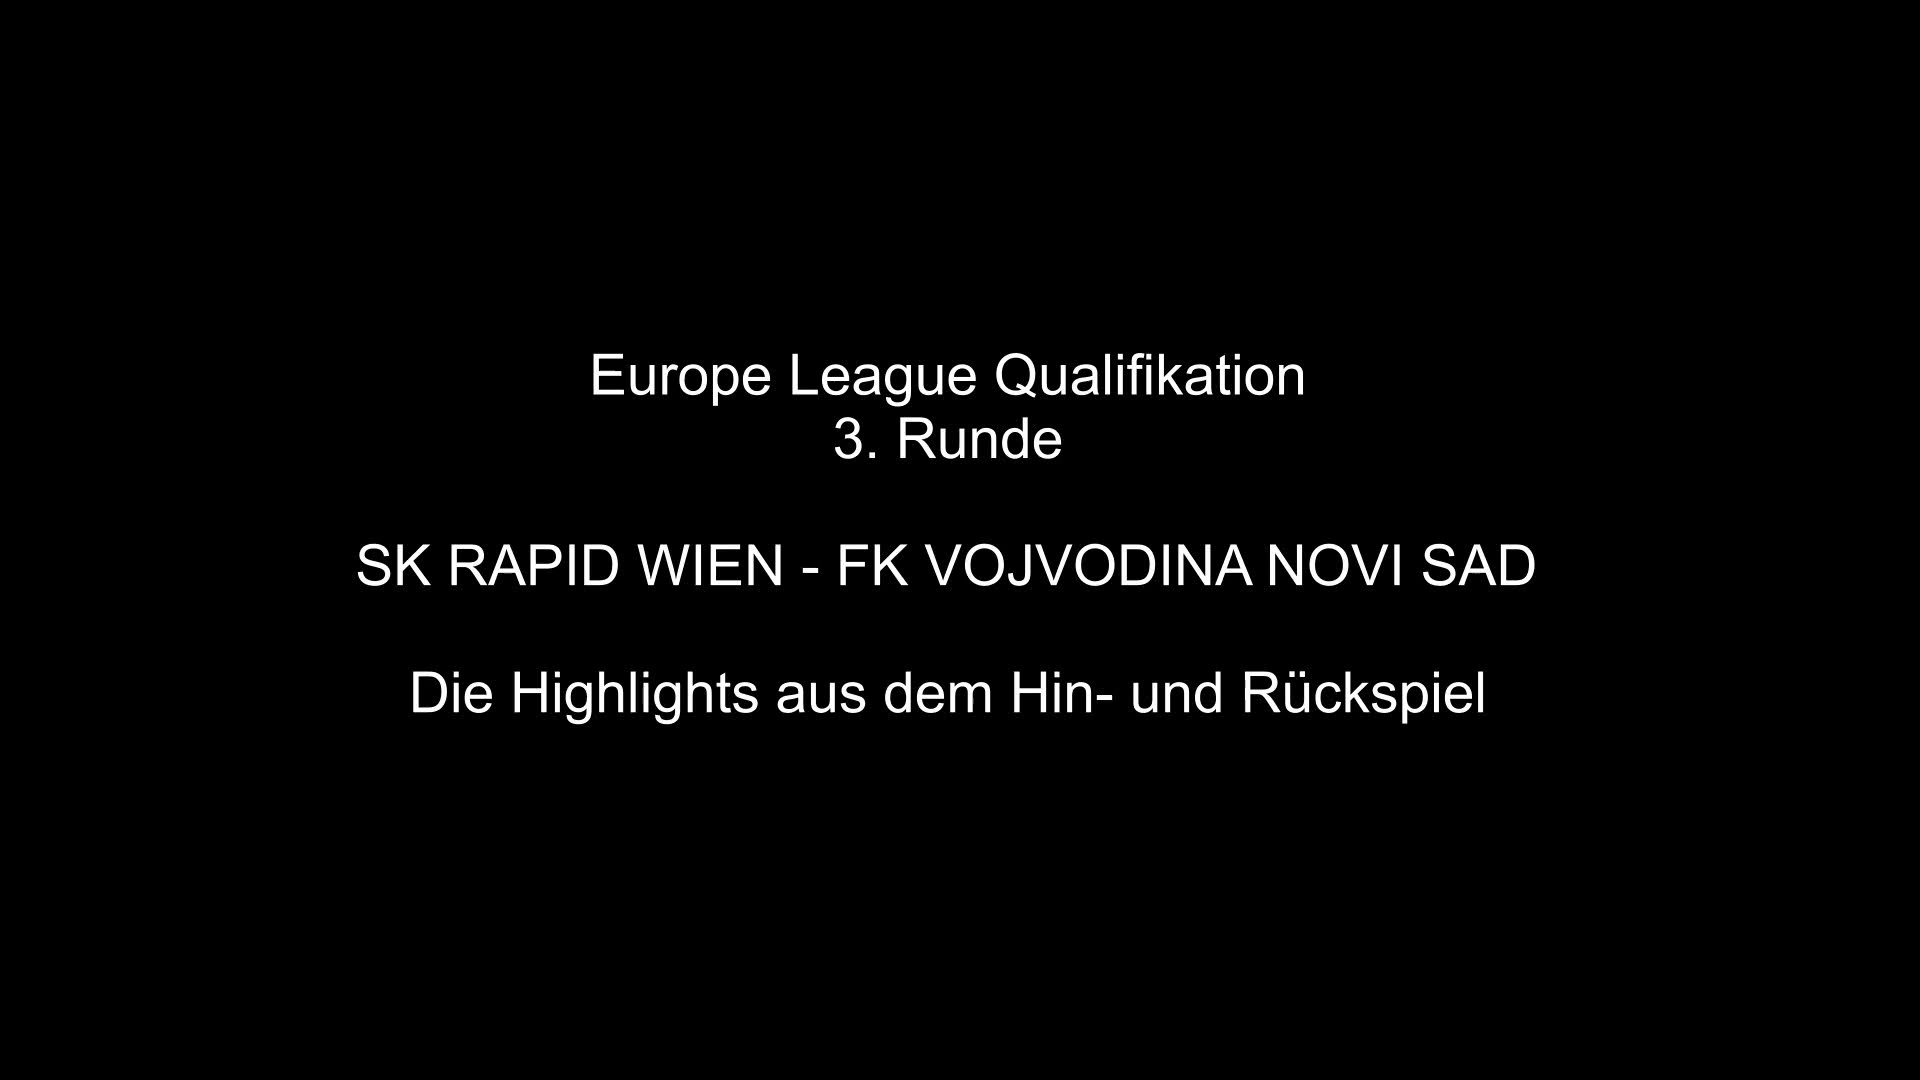 Europe League Qualifikation
3. Runde
SK RAPID WIEN - FK VOJVODINA NOVI SAD
Die Highlights aus dem Hin- und Rückspiel